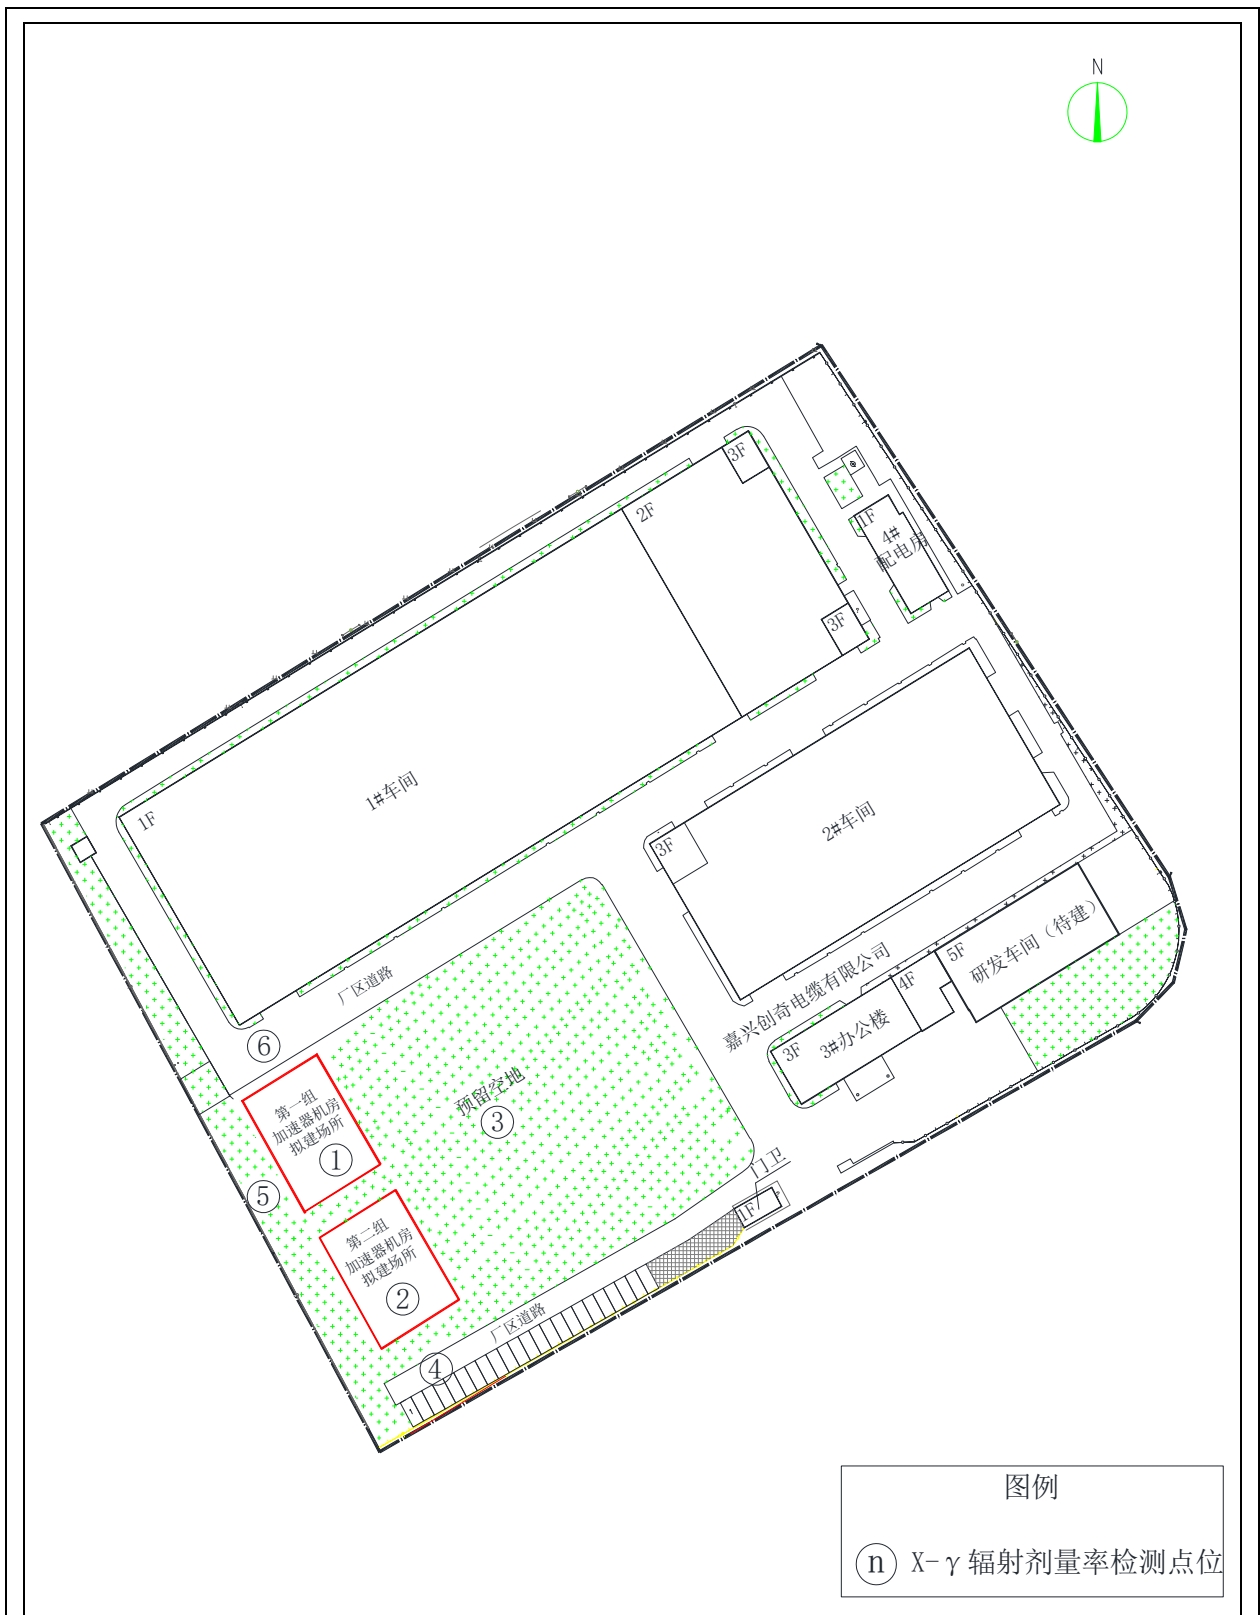 N
3F
2F
1F
4#
配电房
3F
1#车间
1F
2#车间
3F
厂区道路
嘉兴创奇电缆有限公司
5F
研发车间（待建）
4F
3F
3#办公楼
⑥
预留空地
③
第一组
加速器机房
拟建场所
①
⑤
门卫
1F
第二组
加速器机房
拟建场所
②
厂区道路
④
1
图例
n X-γ 辐射剂量率检测点位